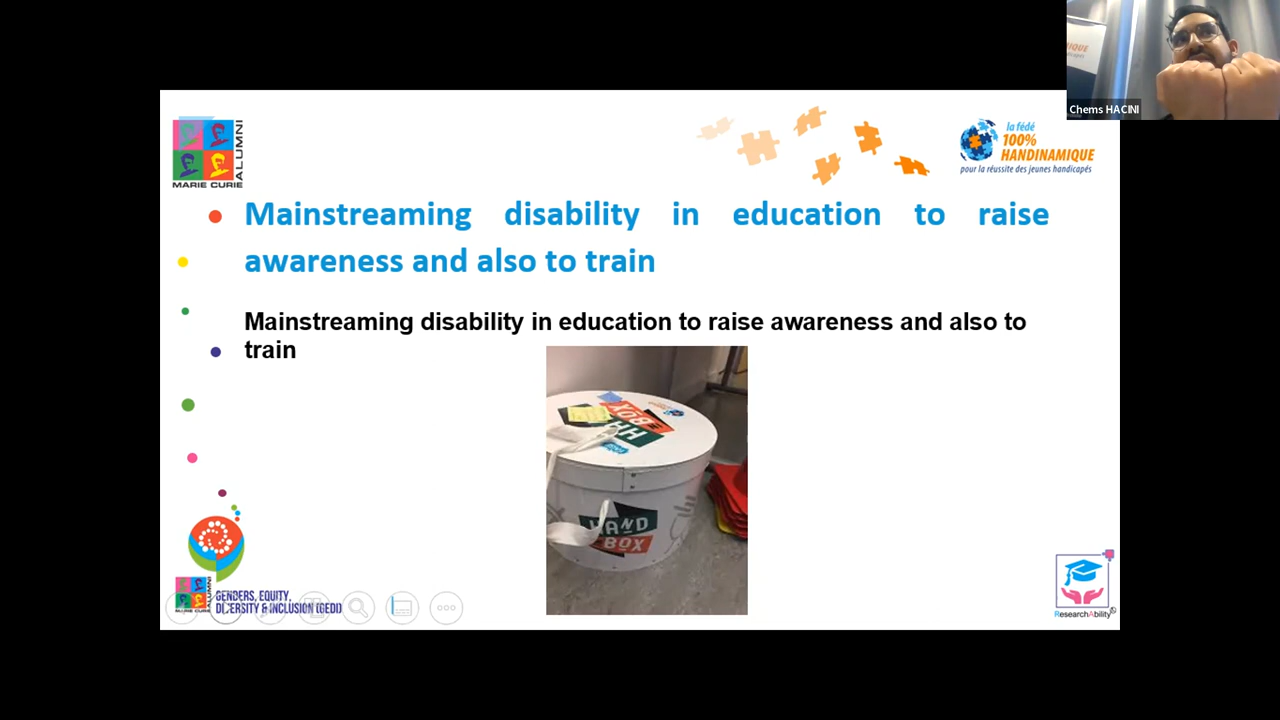 Chems HACINI
MARIE CURIE
ALUMNI
la fédé
100%
HANDINAMIQUE
pour la réussite des jeunes handicapés
Mainstreaming disability in education to raise
awareness and also to train
Mainstreaming disability in education to raise awareness and also to
train
BOX
HAND
BOX
GENDERS, EQUITY,
DIVERSITY & INCLUSION (GEDI)
ResearchAbility